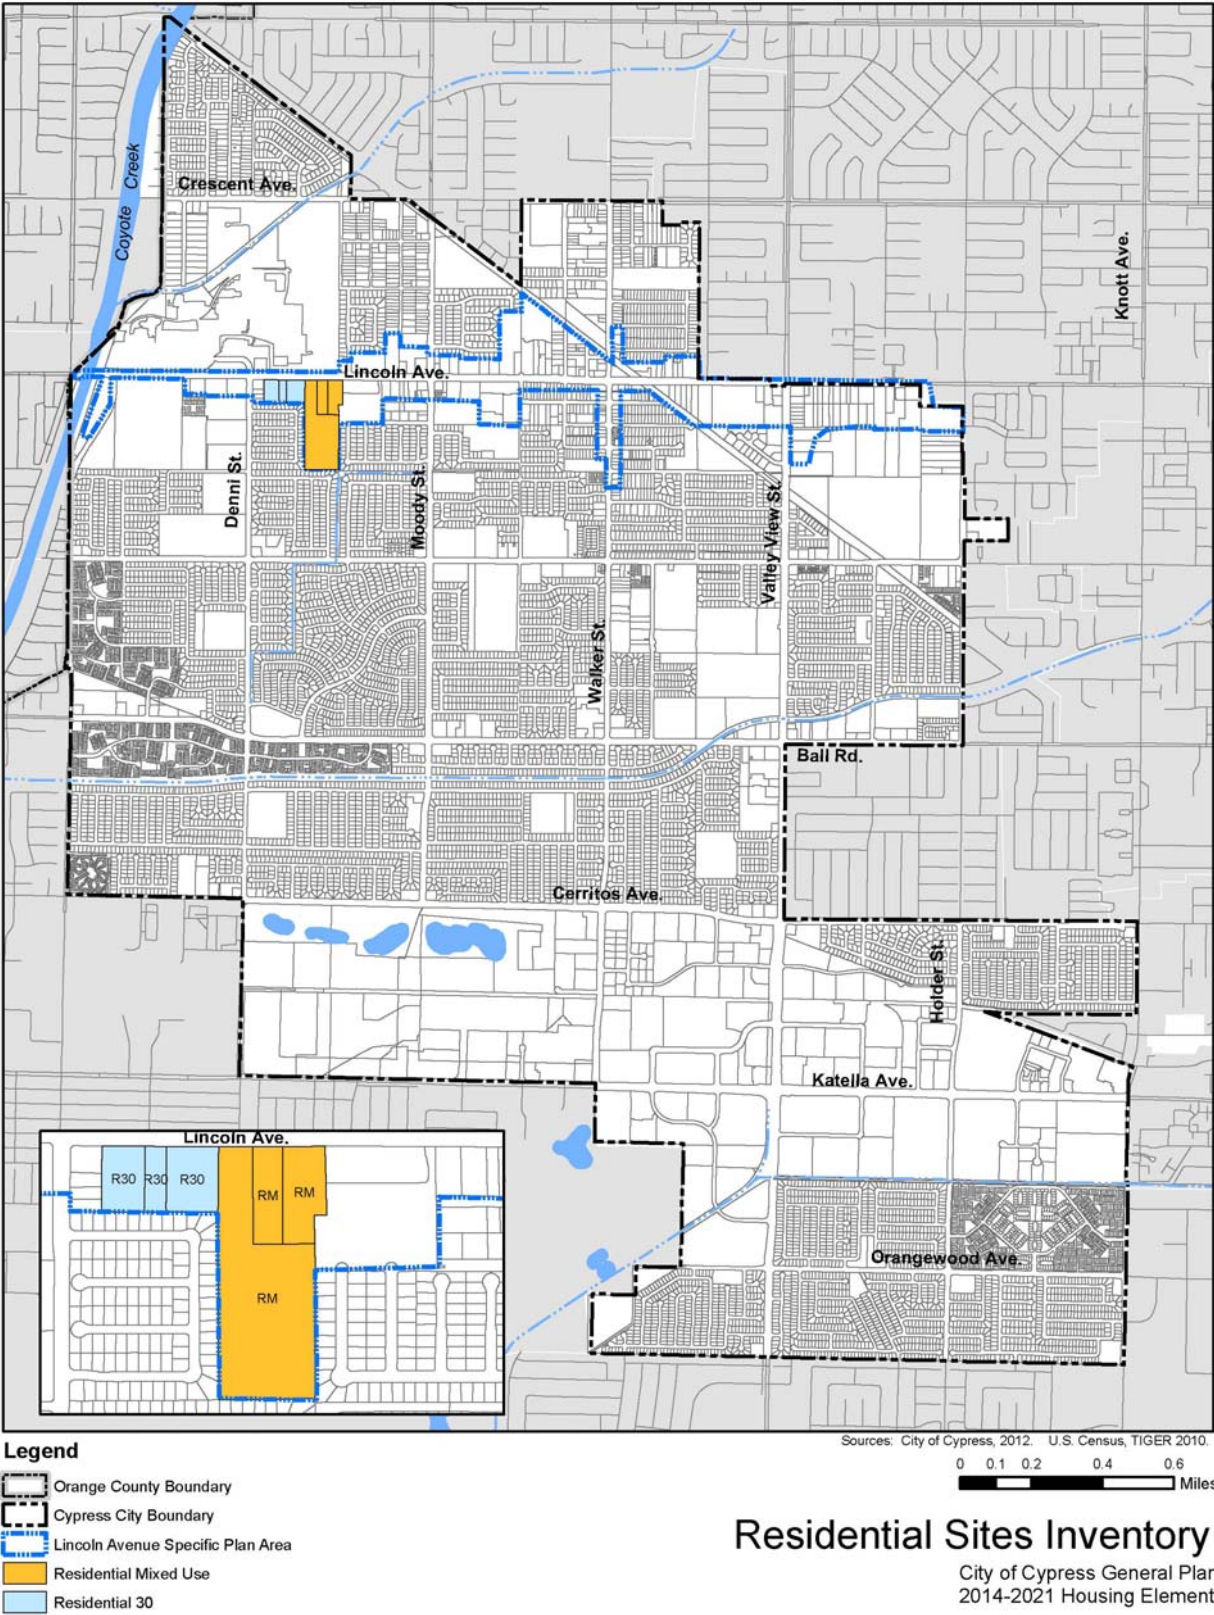 Coyote Creek
Crescent Ave.
Knott Ave.
Lincoln Ave.
Denni St.
Moody St.
Valley View St.
Walker St.
Ball Rd.
Cerritos Ave.
Holder St.
Katella Ave.
Lincoln Ave.
R30 R30 R30 RM RM
RM
Orangewood Ave.
Sources: City of Cypress, 2012. U.S. Census, TIGER 2010.
0 0.1 0.2 0.4 0.6
Miles
Legend
Orange County Boundary
Cypress City Boundary
Lincoln Avenue Specific Plan Area
Residential Mixed Use
Residential 30
Residential Sites Inventory
City of Cypress General Plan
2014-2021 Housing Element